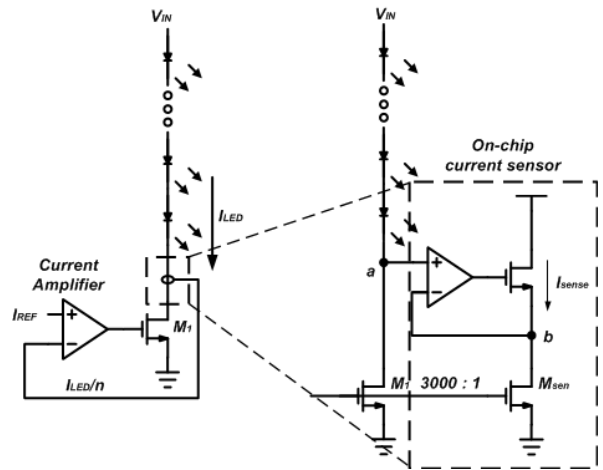 VIN
ILED
Current
Amplifier
IREF
M1
ILED/n
VIN
On-chip
current sensor
a
Isense
b
M1 3000 : 1
Msen